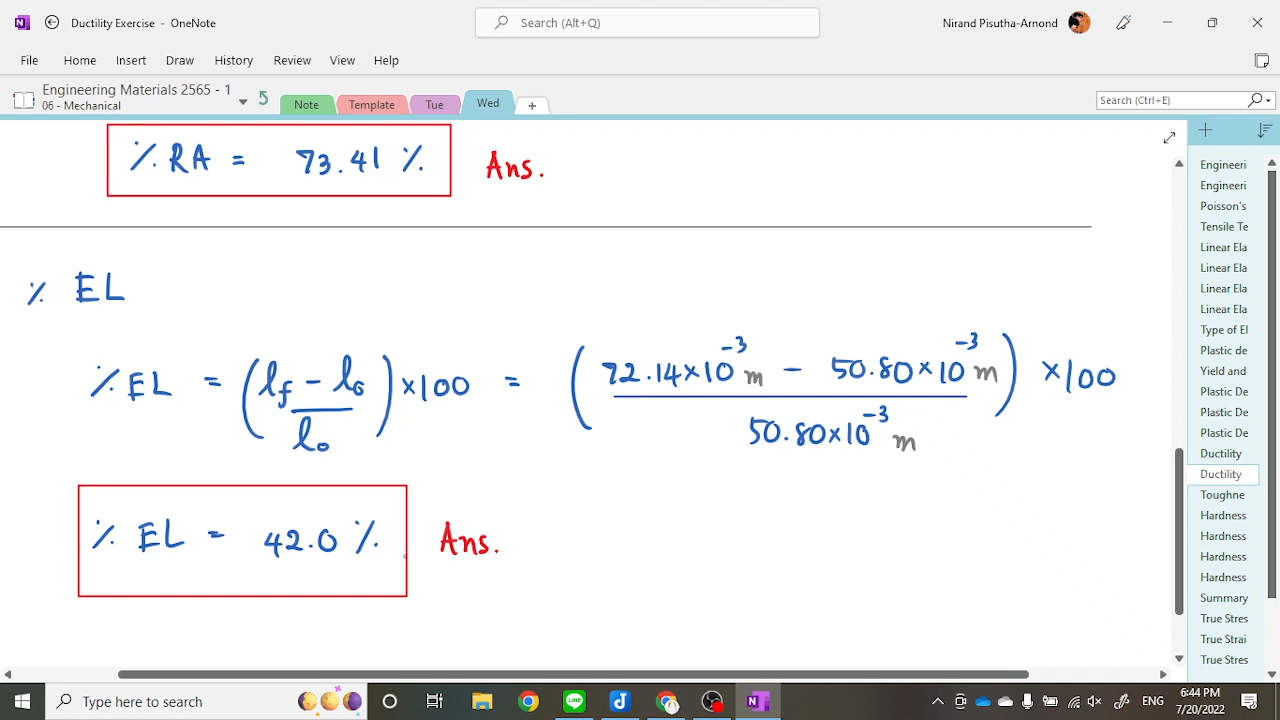 Ductility Exercise - OneNote
Search (Alt+Q)
Nirand Pisutha-Arnond
File Home Insert Draw History Review View Help
Engineering Materials 2565 - 1
06 - Mechanical
Note Template Tue Wed +
Search (Ctrl+E)
% RA = 73.41 % Ans.
% EL
% EL = (lf - l0 / l0) × 100 = (72.14×10⁻³ m - 50.80×10⁻³ m / 50.80×10⁻³ m) ×100
% EL = 42.0 % Ans.
Engineeri
Engineeri
Poisson's
Tensile Te
Linear Ela
Linear Ela
Linear Ela
Linear Ela
Type of El
Plastic de
Yield and
Plastic De
Plastic De
Plastic De
Ductility
Ductility
Toughne
Hardness
Hardness
Hardness
Hardness
Summary
True Stres
True Strai
True Stres
Type here to search
LINE
ENG
6:44 PM
7/20/2022